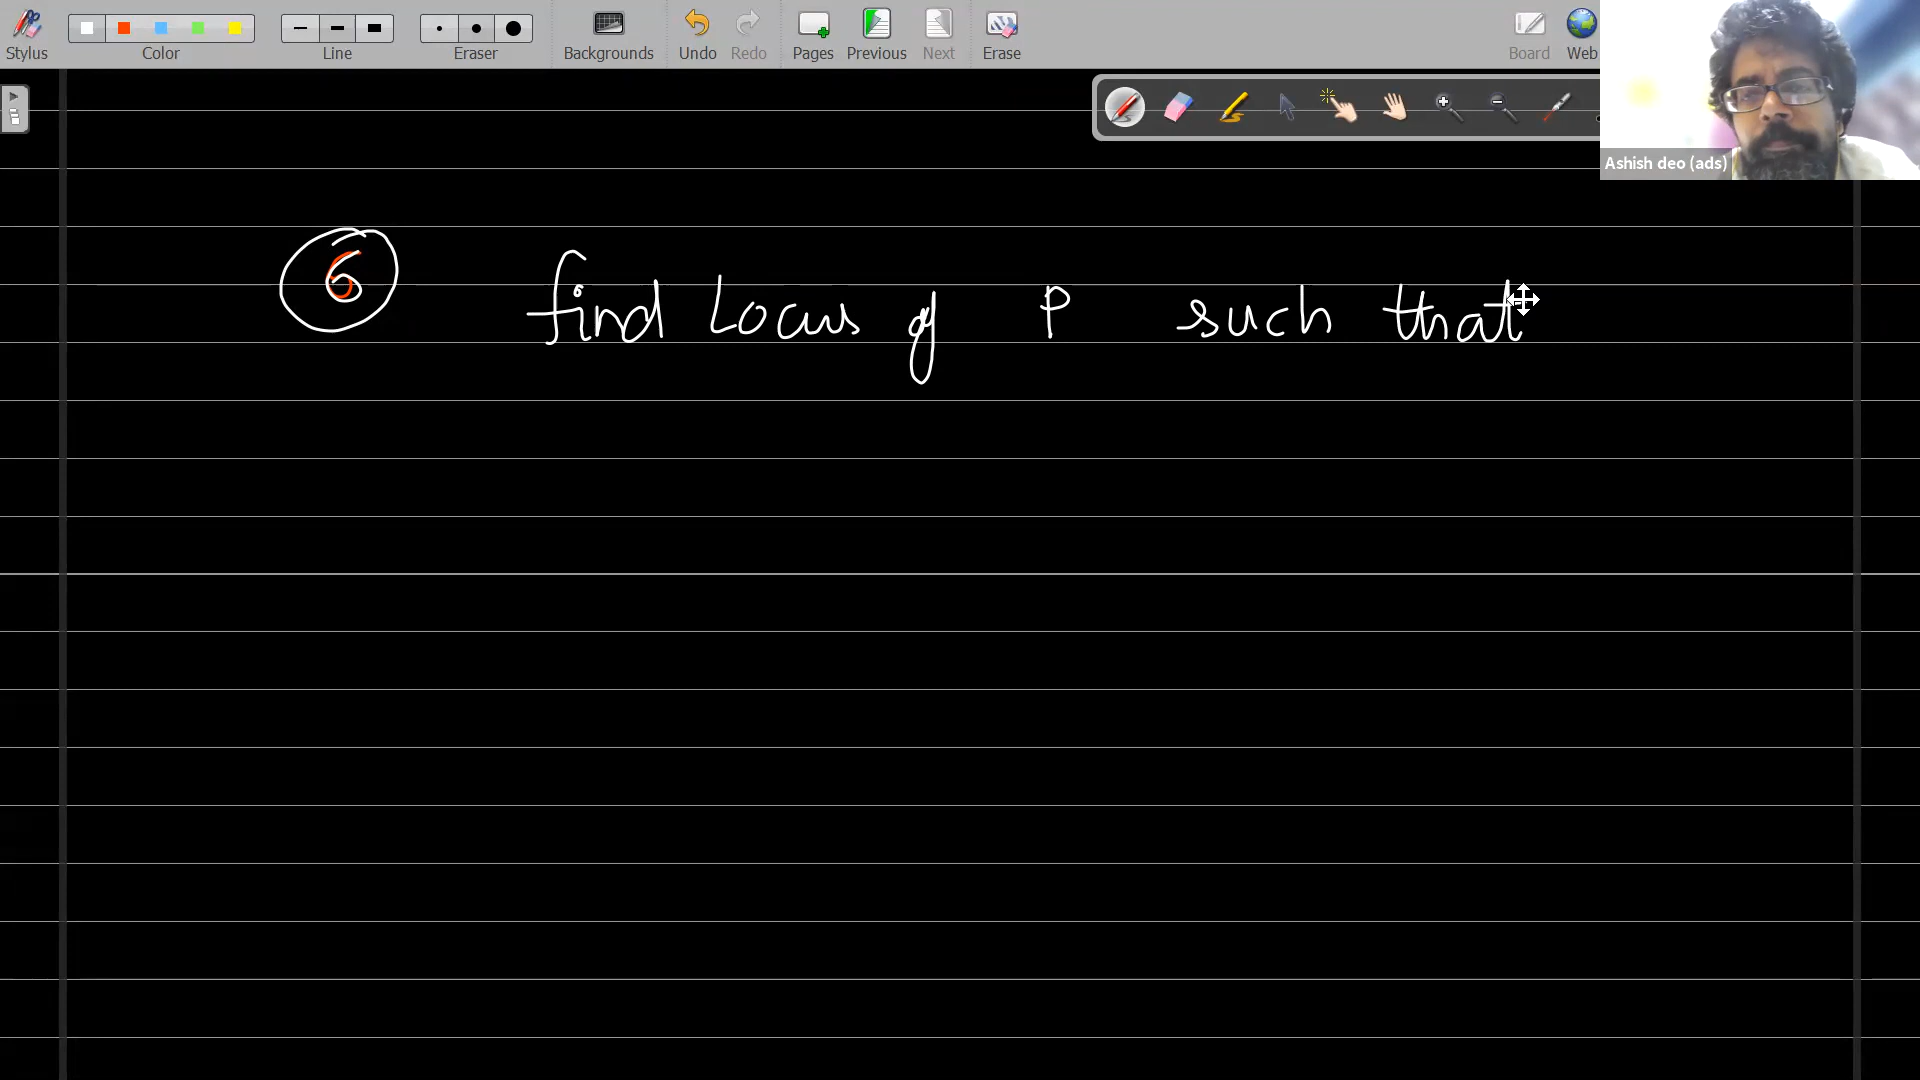 Stylus Color Line Eraser Backgrounds Undo Redo Pages Previous Next Erase Board Web
Ashish deo (ads)
6 find Locus of P such that